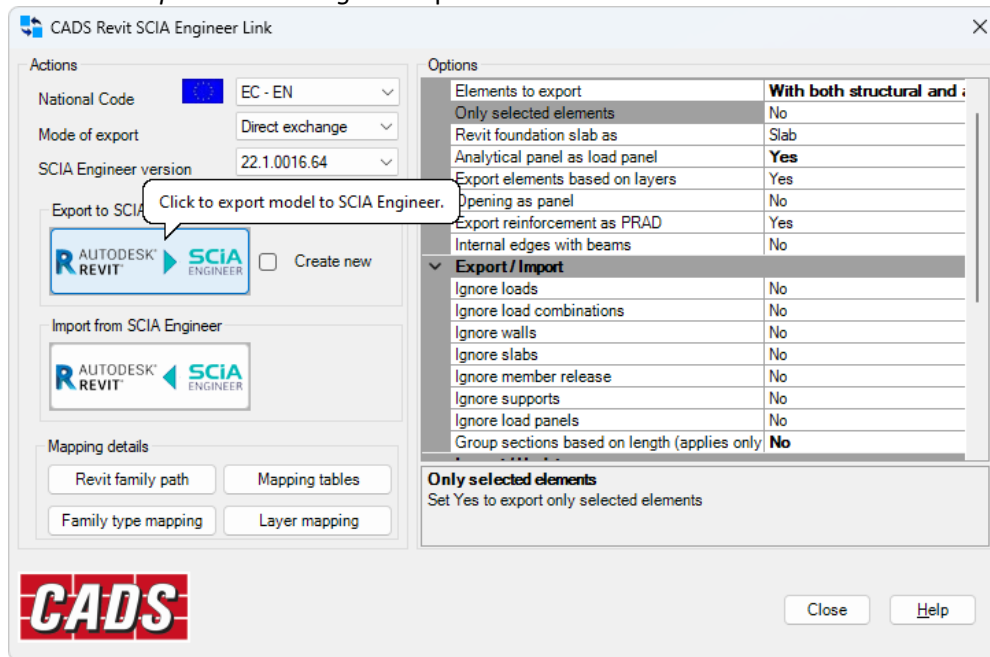 CADS Revit SCIA Engineer Link
Actions
National Code
EC - EN
Mode of export
Direct exchange
SCIA Engineer version
22.1.0016.64
Click to export model to SCIA Engineer.
Export to SCI
AUTODESK REVIT SCIA ENGINEER
Create new
Import from SCIA Engineer
AUTODESK REVIT SCIA ENGINEER
Mapping details
Revit family path
Mapping tables
Family type mapping
Layer mapping
Options
Elements to export With both structural and
Only selected elements No
Revit foundation slab as Slab
Analytical panel as load panel Yes
Export elements based on layers Yes
Opening as panel No
Export reinforcement as PRAD Yes
Internal edges with beams No
Export / Import
Ignore loads No
Ignore load combinations No
Ignore walls No
Ignore slabs No
Ignore member release No
Ignore supports No
Ignore load panels No
Group sections based on length (applies only No
Only selected elements
Set Yes to export only selected elements
CADS
Close
Help